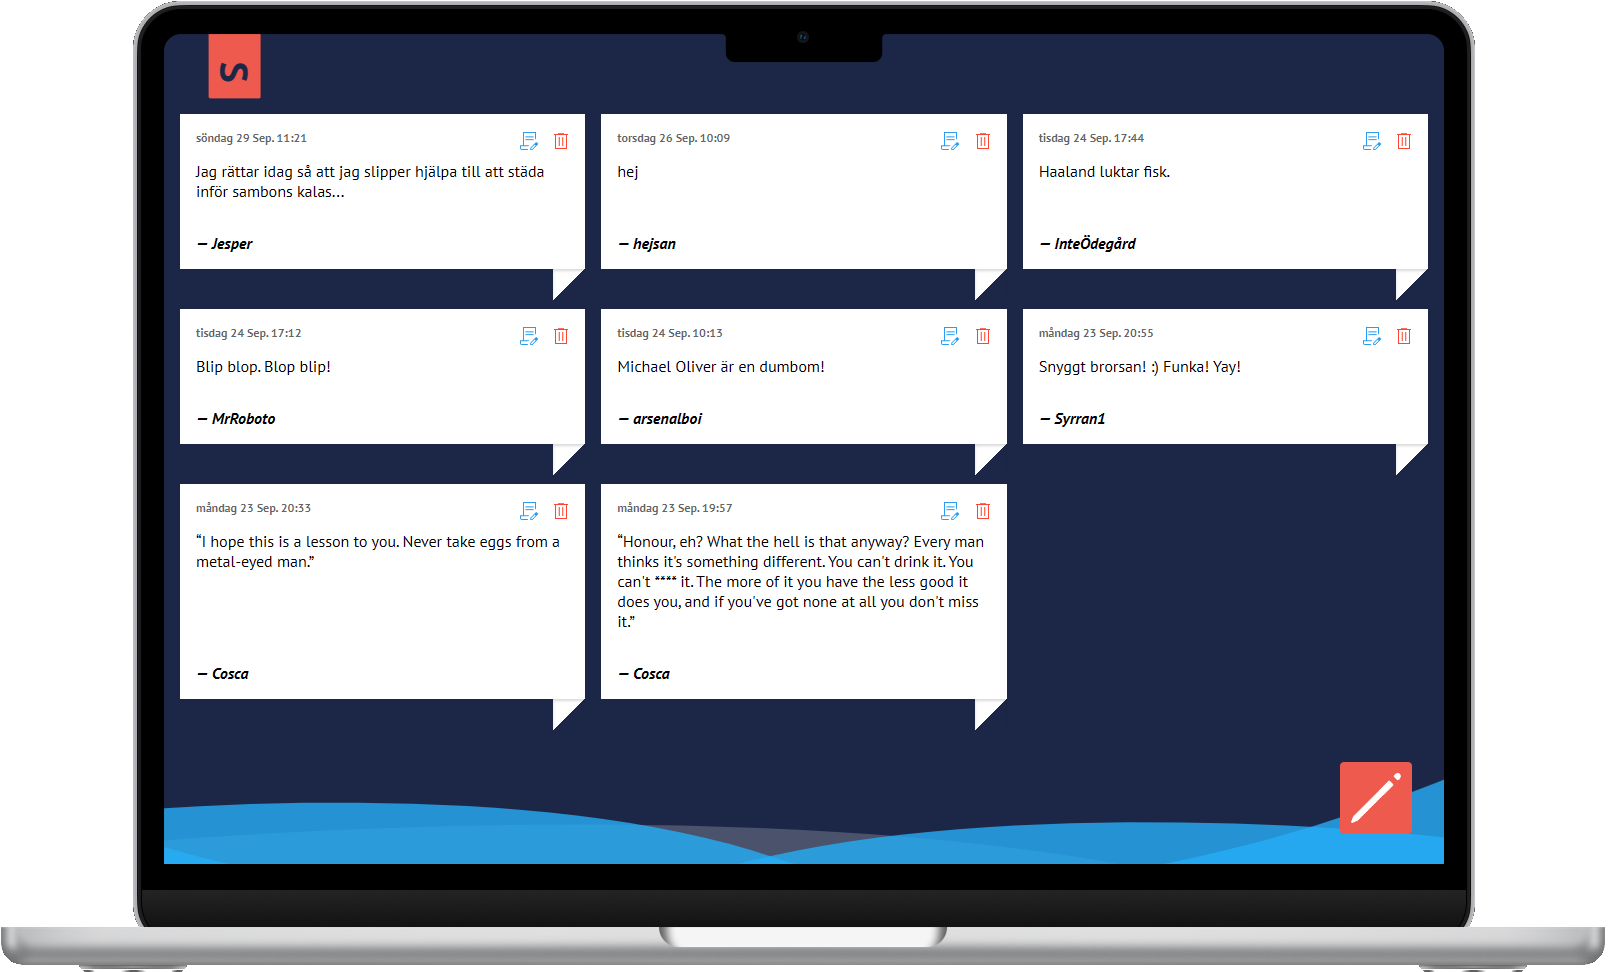 S
söndag 29 Sep. 11:21
Jag rättar idag så att jag slipper hjälpa till att städa
inför sambons kalas...
— Jesper
torsdag 26 Sep. 10:09
hej
— hejsan
tisdag 24 Sep. 17:44
Haaland luktar fisk.
— InteÖdegård
tisdag 24 Sep. 17:12
Blip blop. Blop blip!
— MrRoboto
tisdag 24 Sep. 10:13
Michael Oliver är en dumbom!
— arsenalboi
måndag 23 Sep. 20:55
Snyggt brorsan! :) Funka! Yay!
— Syrran1
måndag 23 Sep. 20:33
“I hope this is a lesson to you. Never take eggs from a
metal-eyed man.”
— Cosca
måndag 23 Sep. 19:57
“Honour, eh? What the hell is that anyway? Every man
thinks it's something different. You can't drink it. You
can't **** it. The more of it you have the less good it
does you, and if you've got none at all you don't miss
it.”
— Cosca